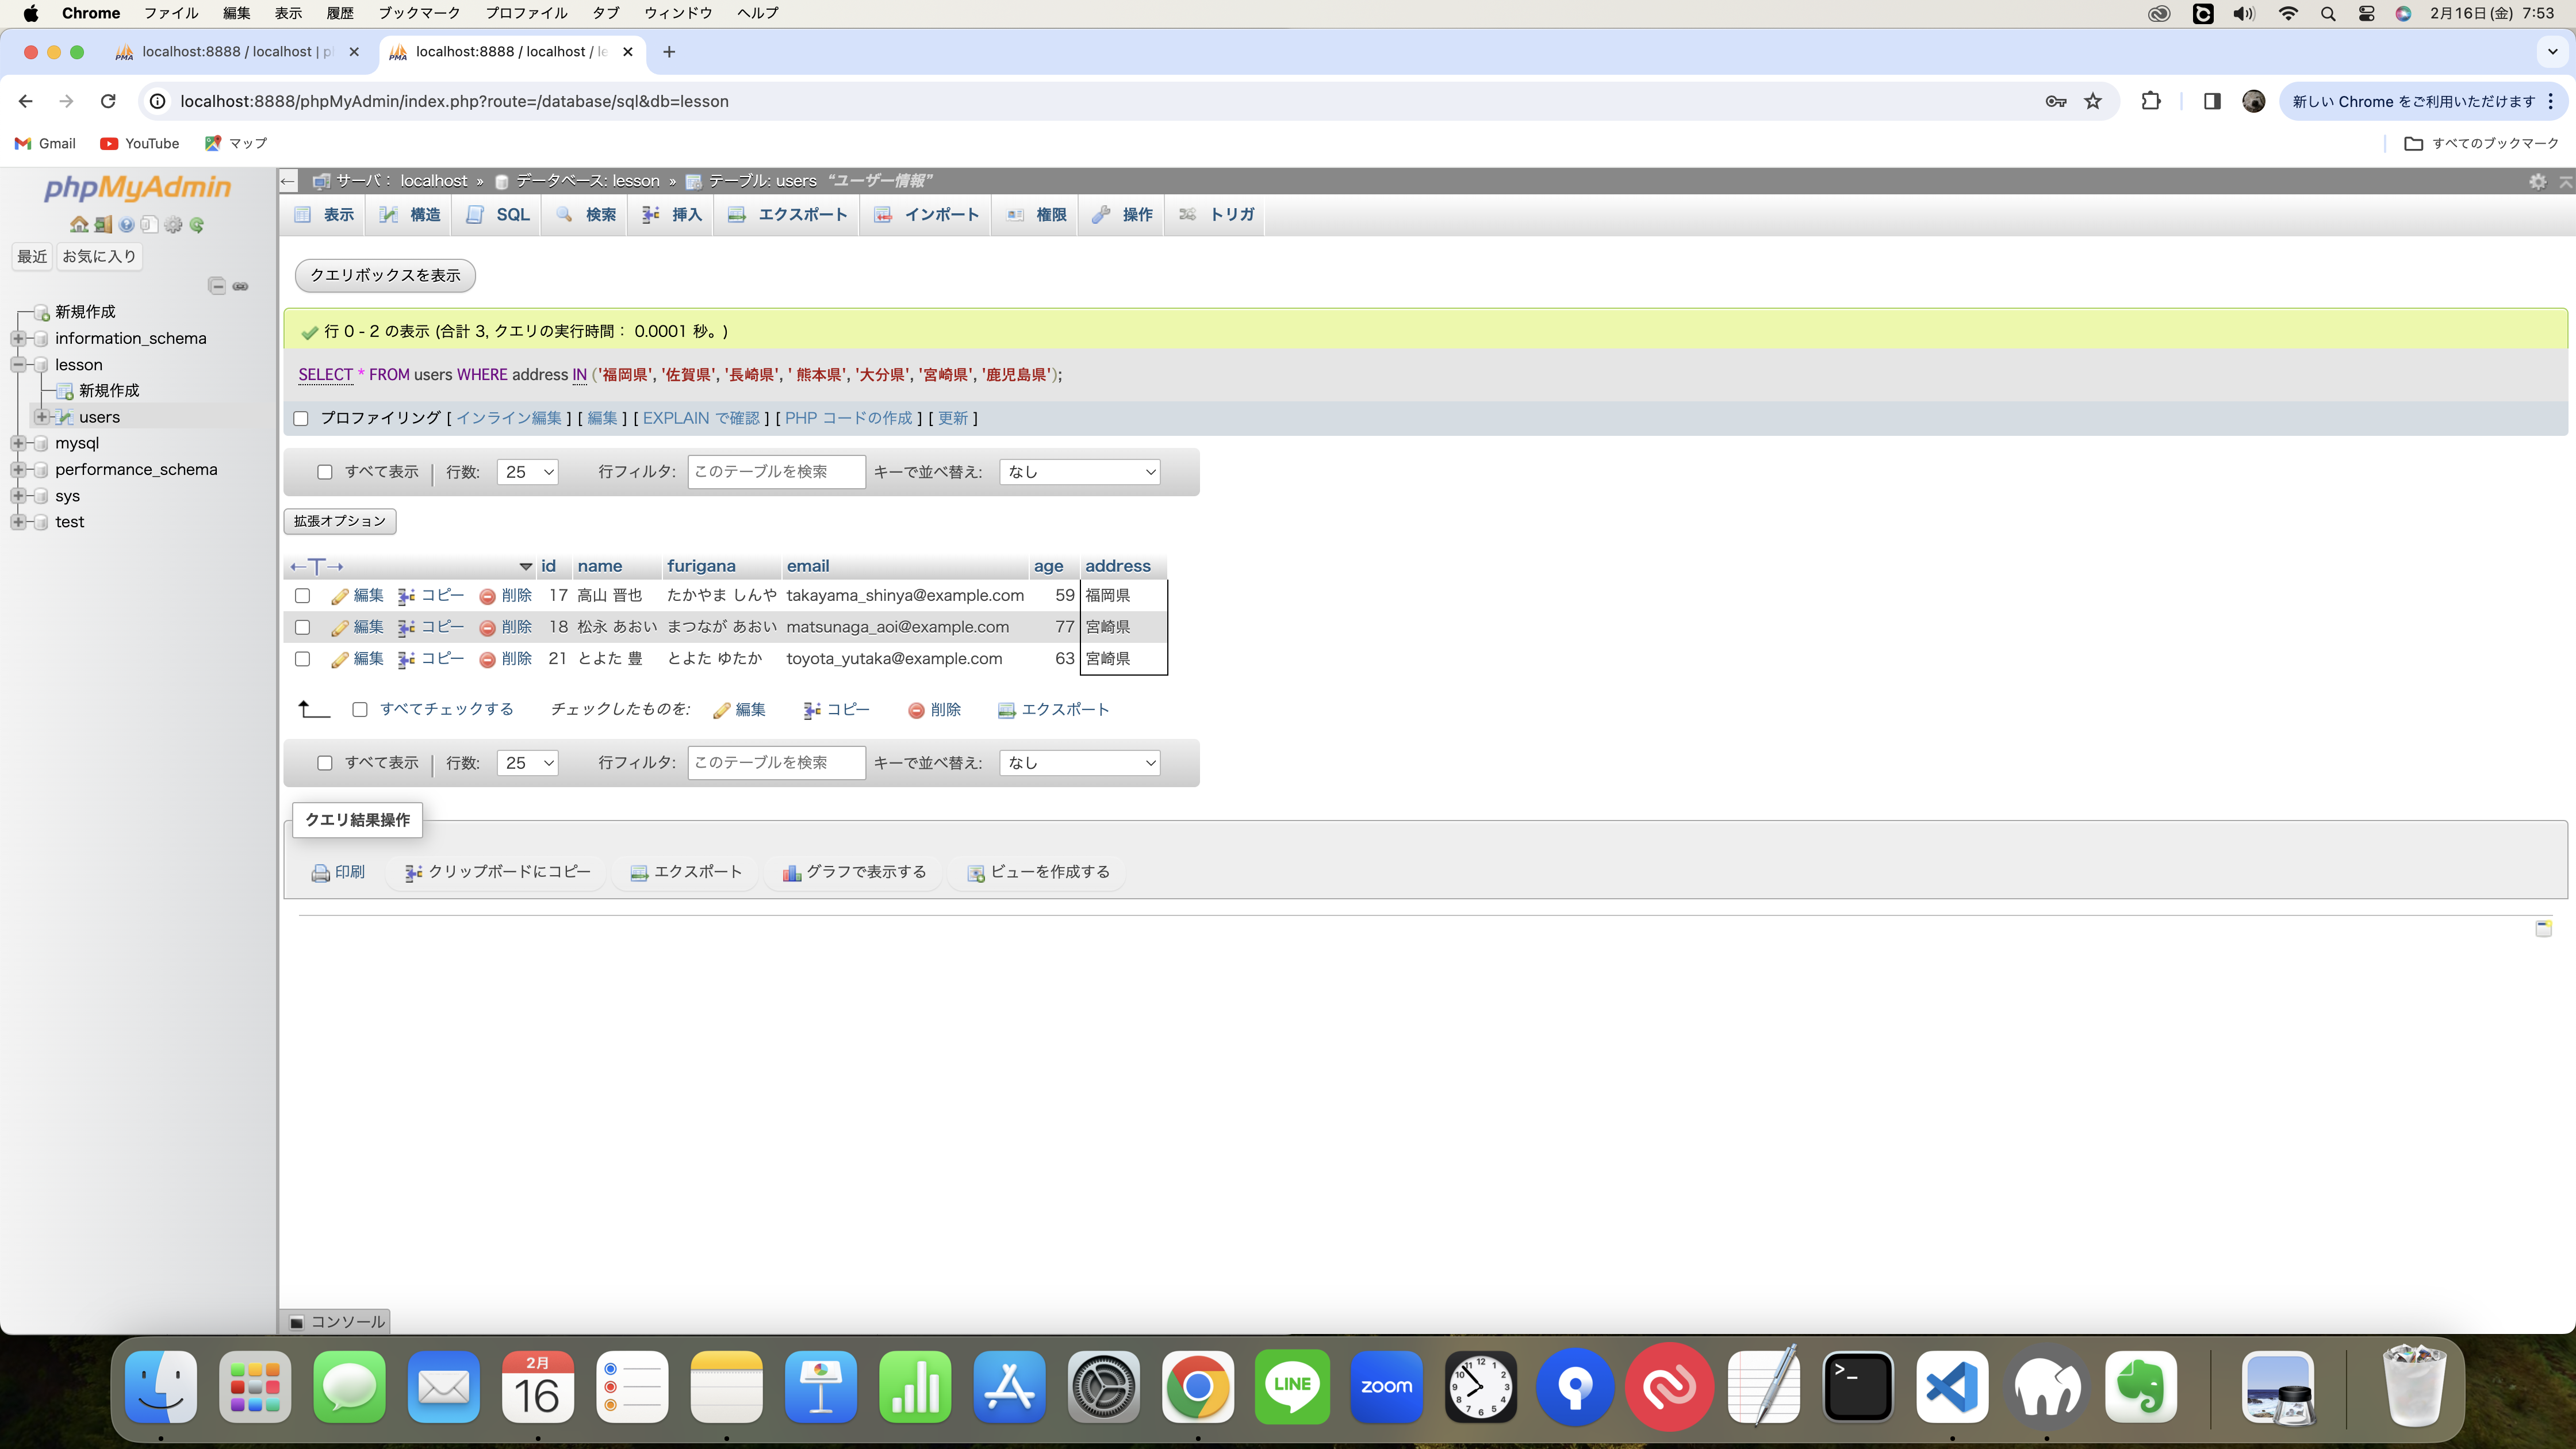 Chrome ファイル 編集 表示 履歴 ブックマーク プロファイル タブ ウィンドウ ヘルプ 2月16日(金) 7:53
localhost:8888 / localhost | p localhost:8888 / localhost / le
localhost:8888/phpMyAdmin/index.php?route=/database/sql&db=lesson 新しい Chrome をご利用いただけます
Gmail YouTube マップ すべてのブックマーク
phpMyAdmin
最近 お気に入り
新規作成
information_schema
lesson
新規作成
users
mysql
performance_schema
sys
test
サーバ： localhost » データベース: lesson » テーブル: users “ユーザー情報”
表示 構造 SQL 検索 挿入 エクスポート インポート 権限 操作 トリガ
クエリボックスを表示
行 0 - 2 の表示 (合計 3, クエリの実行時間： 0.0001 秒。)
SELECT * FROM users WHERE address IN ('福岡県', '佐賀県', '長崎県', ' 熊本県', '大分県', '宮崎県', '鹿児島県');
プロファイリング [ インライン編集 ] [ 編集 ] [ EXPLAIN で確認 ] [ PHP コードの作成 ] [ 更新 ]
すべて表示 | 行数: 25 行フィルタ: このテーブルを検索 キーで並べ替え: なし
拡張オプション
←T→ id name furigana email age address
編集 コピー 削除 17 高山 晋也 たかやま しんや takayama_shinya@example.com 59 福岡県
編集 コピー 削除 18 松永 あおい まつなが あおい matsunaga_aoi@example.com 77 宮崎県
編集 コピー 削除 21 とよた 豊 とよた ゆたか toyota_yutaka@example.com 63 宮崎県
すべてチェックする チェックしたものを: 編集 コピー 削除 エクスポート
すべて表示 | 行数: 25 行フィルタ: このテーブルを検索 キーで並べ替え: なし
クエリ結果操作
印刷 クリップボードにコピー エクスポート グラフで表示する ビューを作成する
コンソール
2月
16
LINE
zoom